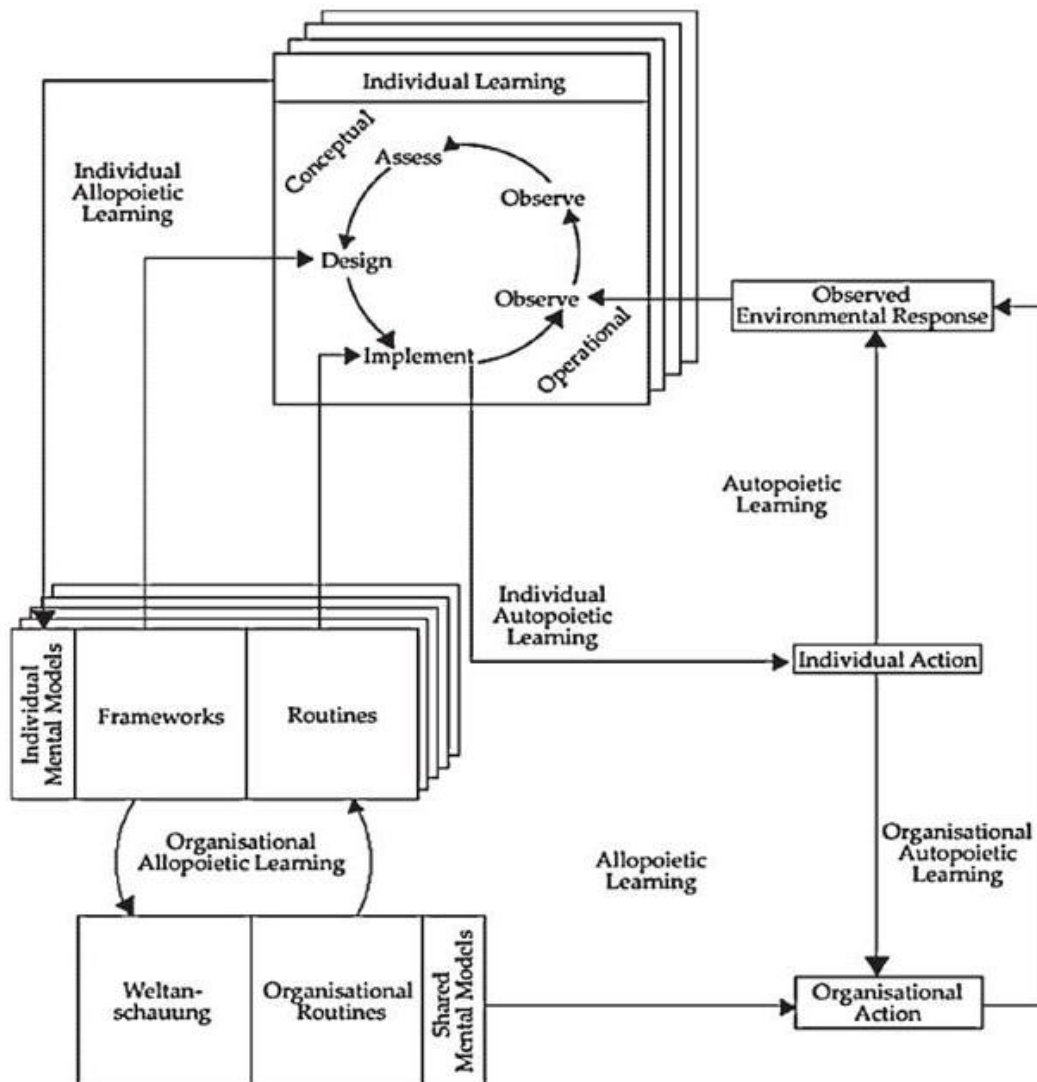 Individual Learning
Conceptual
Assess
Observe
Individual
Allopoietic
Learning
Design
Observe
Observed
Environmental Response
Implement
Operational
Autopoietic
Learning
Individual
Autopoietic
Learning
Individual Action
Individual
Mental Models
Frameworks
Routines
Organisational
Allopoietic Learning
Organisational
Autopoietic
Learning
Allopoietic
Learning
Weltan-
schauung
Organisational
Routines
Shared
Mental Models
Organisational
Action